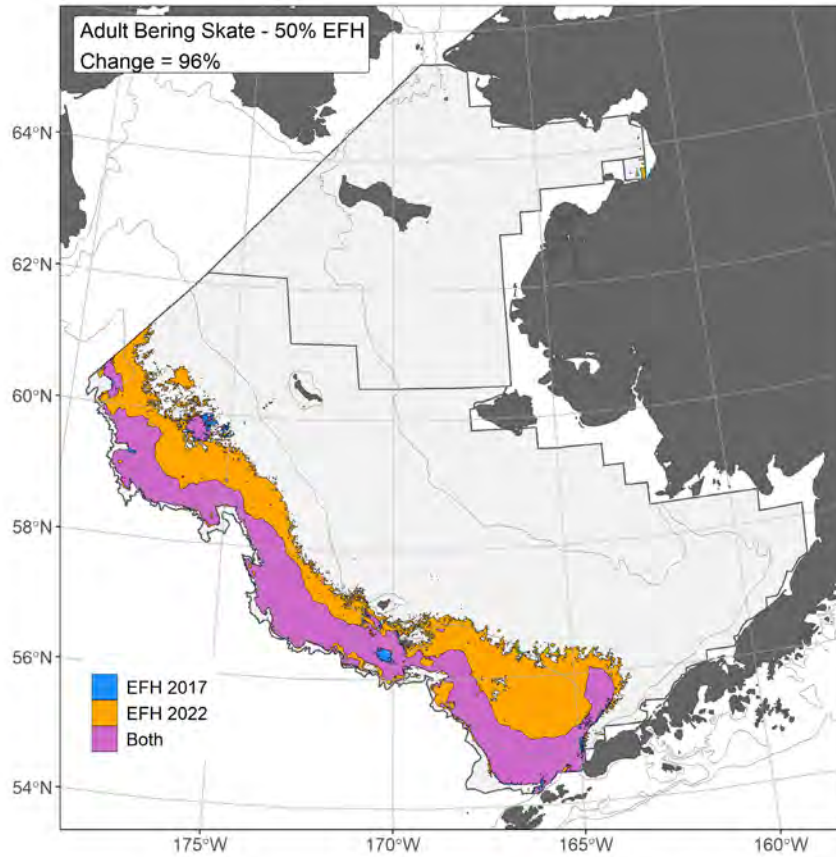 Adult Bering Skate - 50% EFH
Change = 96%
64°N
62°N
60°N
58°N
56°N
54°N
EFH 2017
EFH 2022
Both
175°W
170°W
165°W
160°W